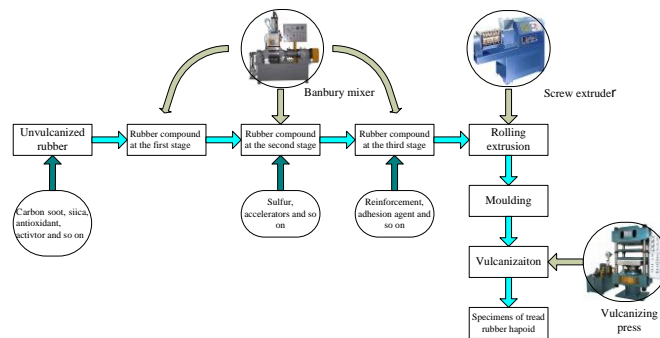 Banbury mixer
Screw extruder
Unvulcanized
rubber
Rubber compound
at the first stage
Rubber compound
at the second stage
Rubber compound
at the third stage
Rolling
extrusion
Carbon soot, siica,
antioxidant,
activtor and so on
Sulfur,
accelerators and so
on
Reinforcement,
adhesion agent and
so on
Moulding
Vulcanizaiton
Vulcanizing
press
Specimens of tread
rubber hapoid